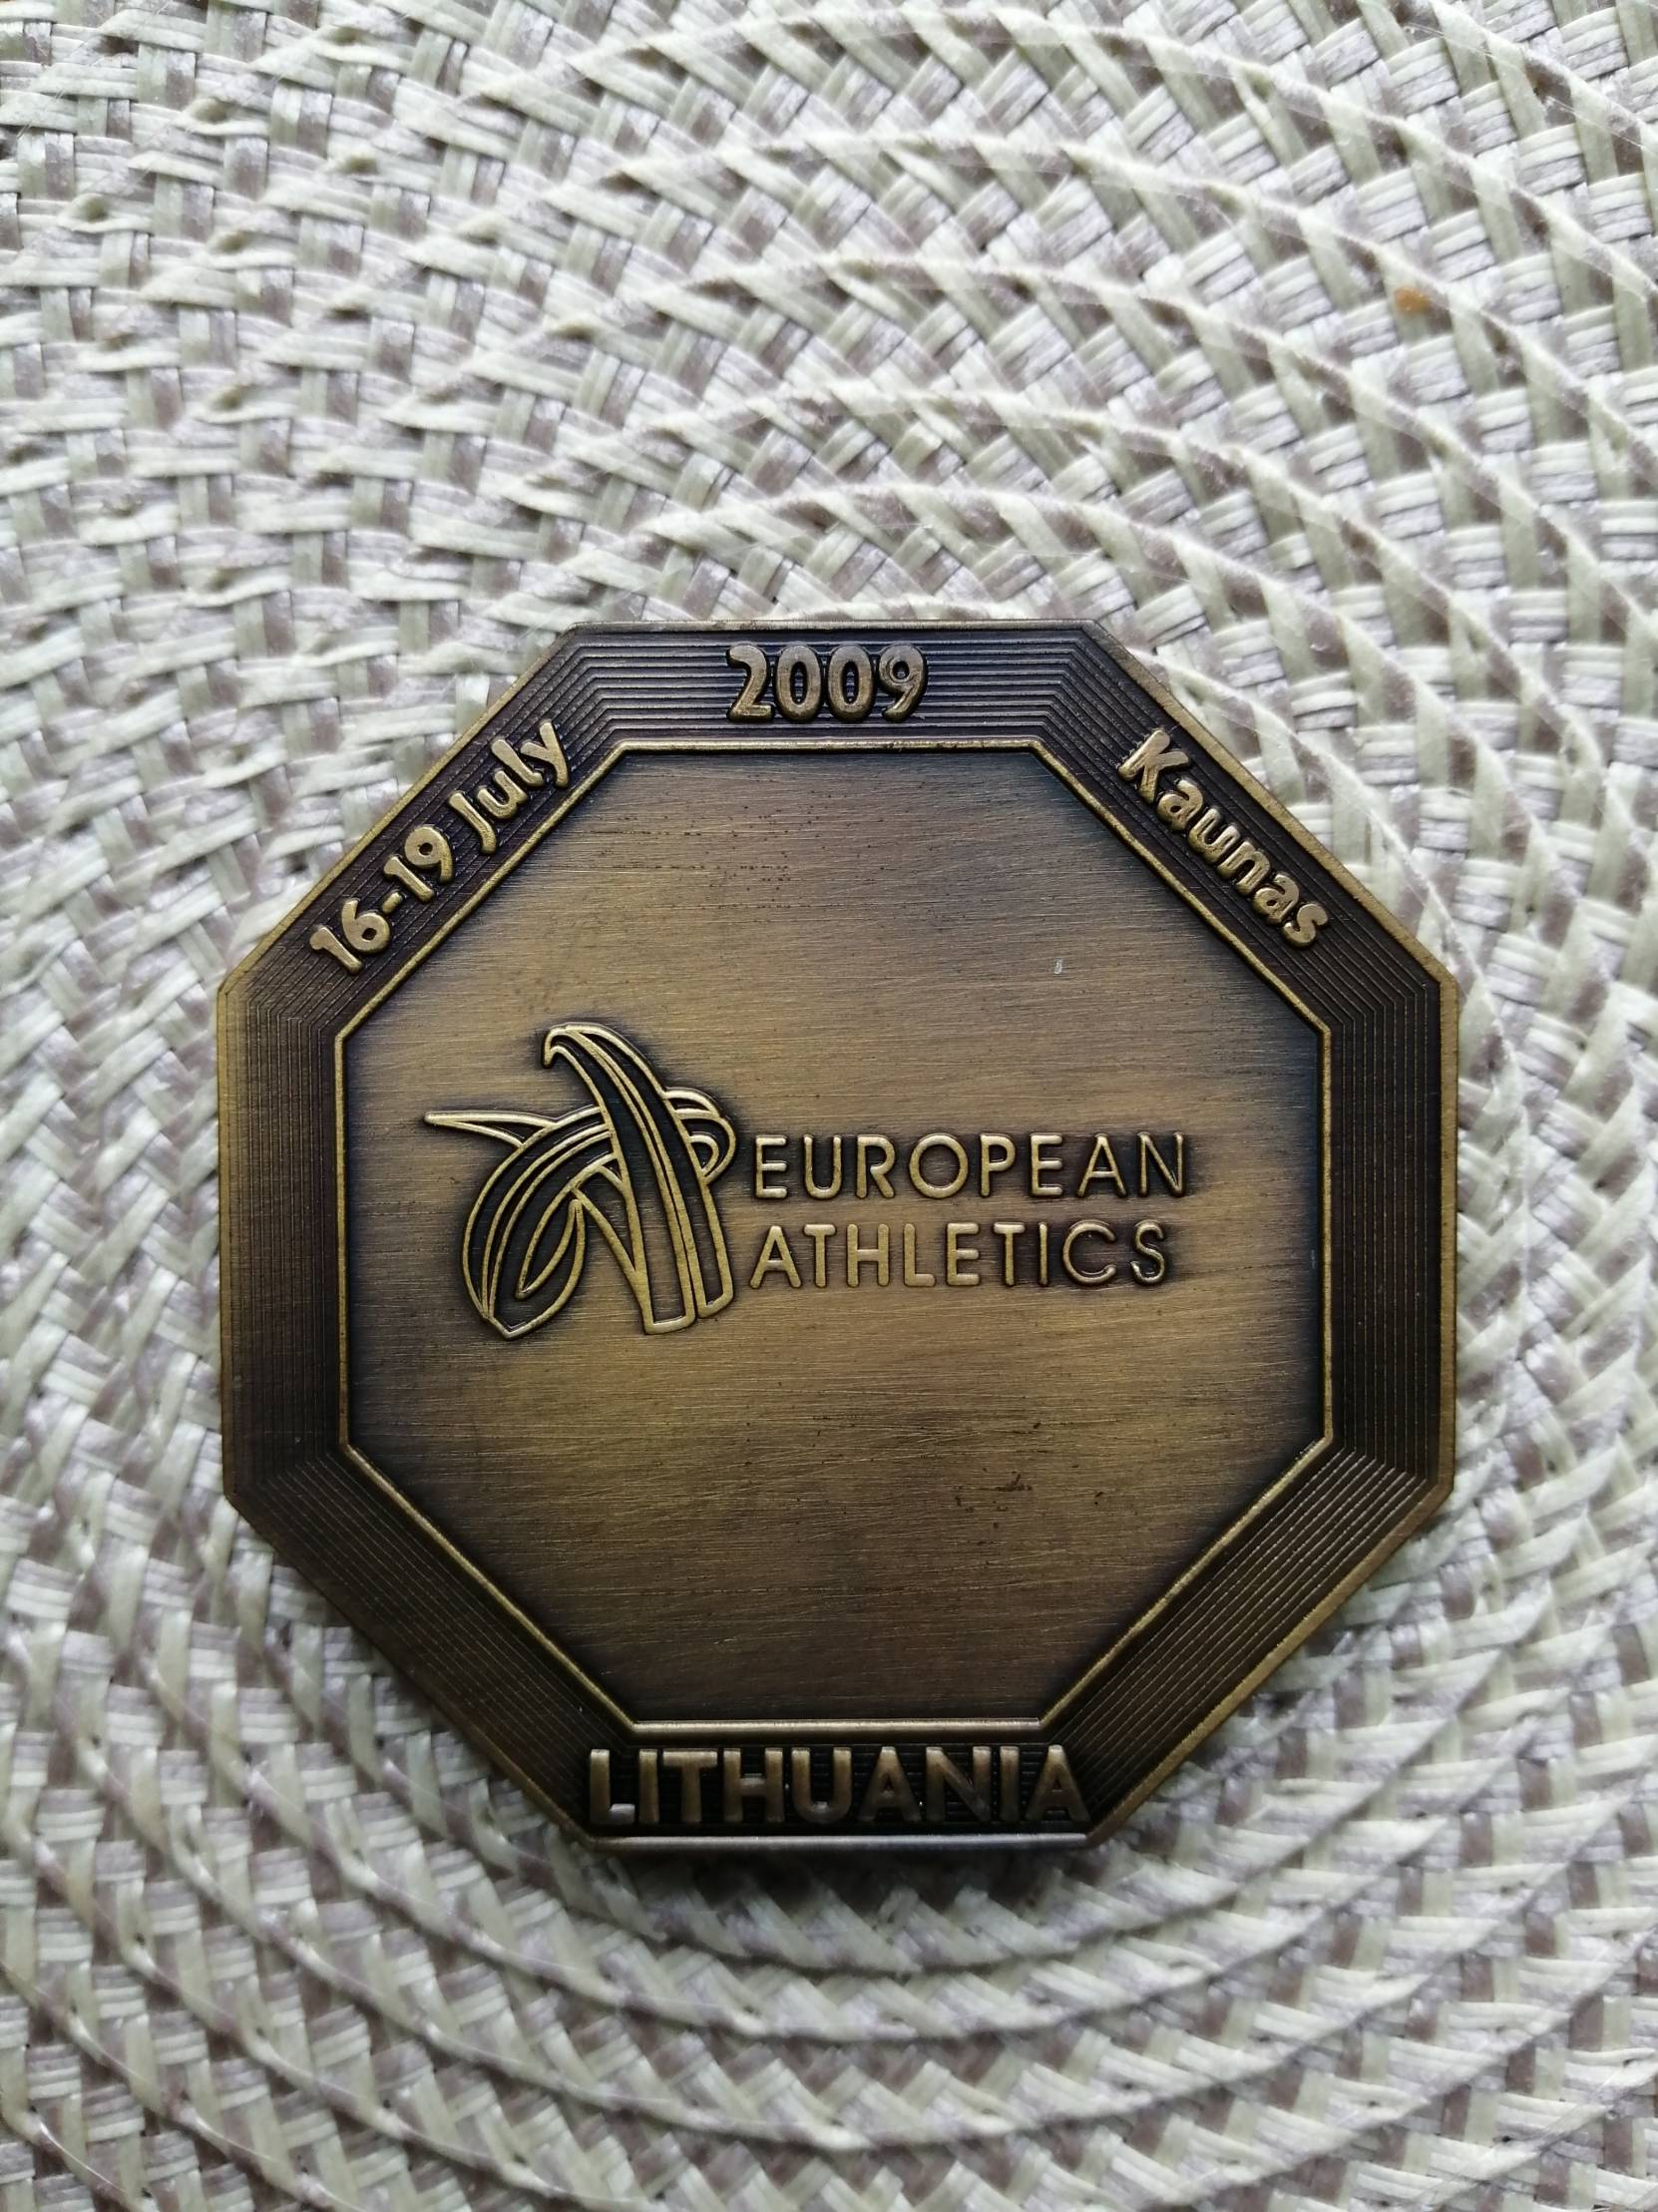 16-19 July
2009
Kaunas
EUROPEAN
ATHLETICS
LITHUANIA